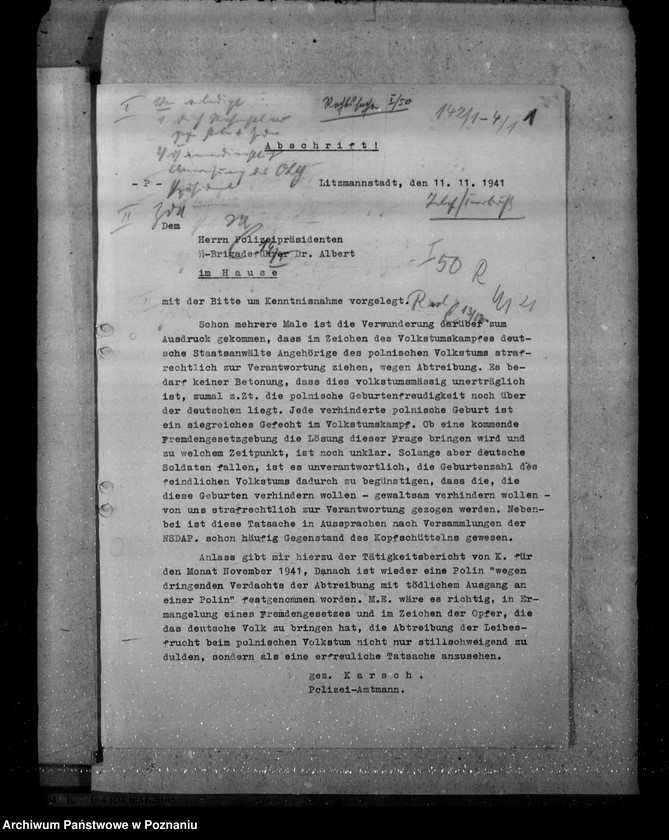 Rechtssachen I/50
142/1-4/1 1
A b s c h r i f t !
- P - Litzmannstadt, den 11. 11. 1941
I
II
Dem
Herrn Polizeipräsidenten
SS-Brigadeführer Dr. Albert
im H a u s e
I 50 R
mit der Bitte um Kenntnisnahme vorgelegt.
Schon mehrere Male ist die Verwunderung darüber zum
Ausdruck gekommen, dass im Zeichen des Volkstumskampfes deut-
sche Staatsanwälte Angehörige des polnischen Volkstums straf-
rechtlich zur Verantwortung ziehen, wegen Abtreibung. Es be-
darf keiner Betonung, dass dies volkstumsmässig unerträglich
ist, zumal z.Zt. die polnische Geburtenfreudigkeit noch über
der deutschen liegt. Jede verhinderte polnische Geburt ist
ein siegreiches Gefecht im Volkstumskampf. Ob eine kommende
Fremdengesetzgebung die Lösung dieser Frage bringen wird und
zu welchem Zeitpunkt, ist noch unklar. Solange aber deutsche
Soldaten fallen, ist es unverantwortlich, die Geburtenzahl des
feindlichen Volkstums dadurch zu begünstigen, dass die, die
diese Geburten verhindern wollen - gewaltsam verhindern wollen -
von uns strafrechtlich zur Verantwortung gezogen werden. Neben-
bei ist diese Tatsache in Aussprachen nach Versammlungen der
NSDAP. schon häufig Gegenstand des Kopfschüttelns gewesen.
Anlass gibt mir hierzu der Tätigkeitsbericht von K. für
den Monat November 1941, Danach ist wieder eine Polin "wegen
dringenden Verdachts der Abtreibung mit tödlichem Ausgang an
einer Polin" festgenommen worden. M.E. wäre es richtig, in Er-
mangelung eines Fremdengesetzes und im Zeichen der Opfer, die
das deutsche Volk zu bringen hat, die Abtreibung der Leibes-
frucht beim polnischen Volkstum nicht nur stillschweigend zu
dulden, sondern als eine erfreuliche Tatsache anzusehen.
gez. K a r s c h .
Polizei-Amtmann.
Archiwum Państwowe w Poznaniu